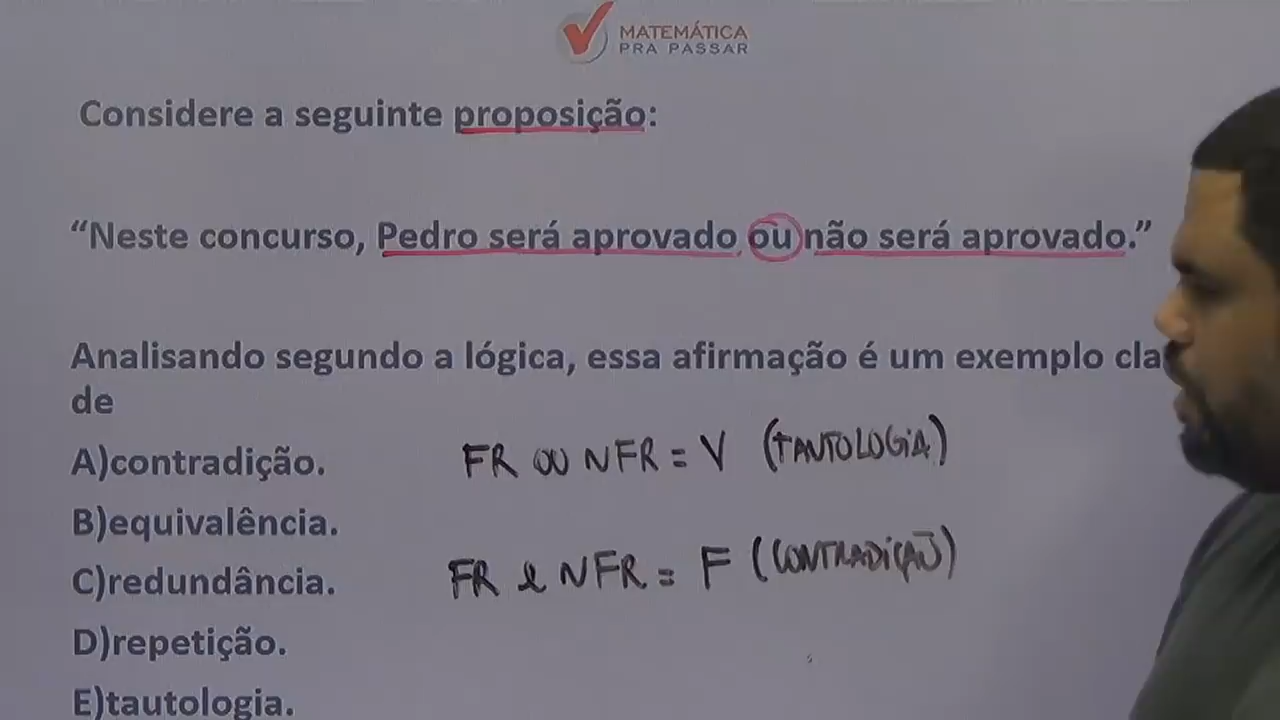 MATEMÁTICA
PRA PASSAR
Considere a seguinte proposição:
“Neste concurso, Pedro será aprovado ou não será aprovado.”
Analisando segundo a lógica, essa afirmação é um exemplo
de
A)contradição.
FR OU NFR = V (TAUTOLOGIA)
B)equivalência.
C)redundância.
FR e NFR = F (CONTRADIÇÃO)
D)repetição.
E)tautologia.